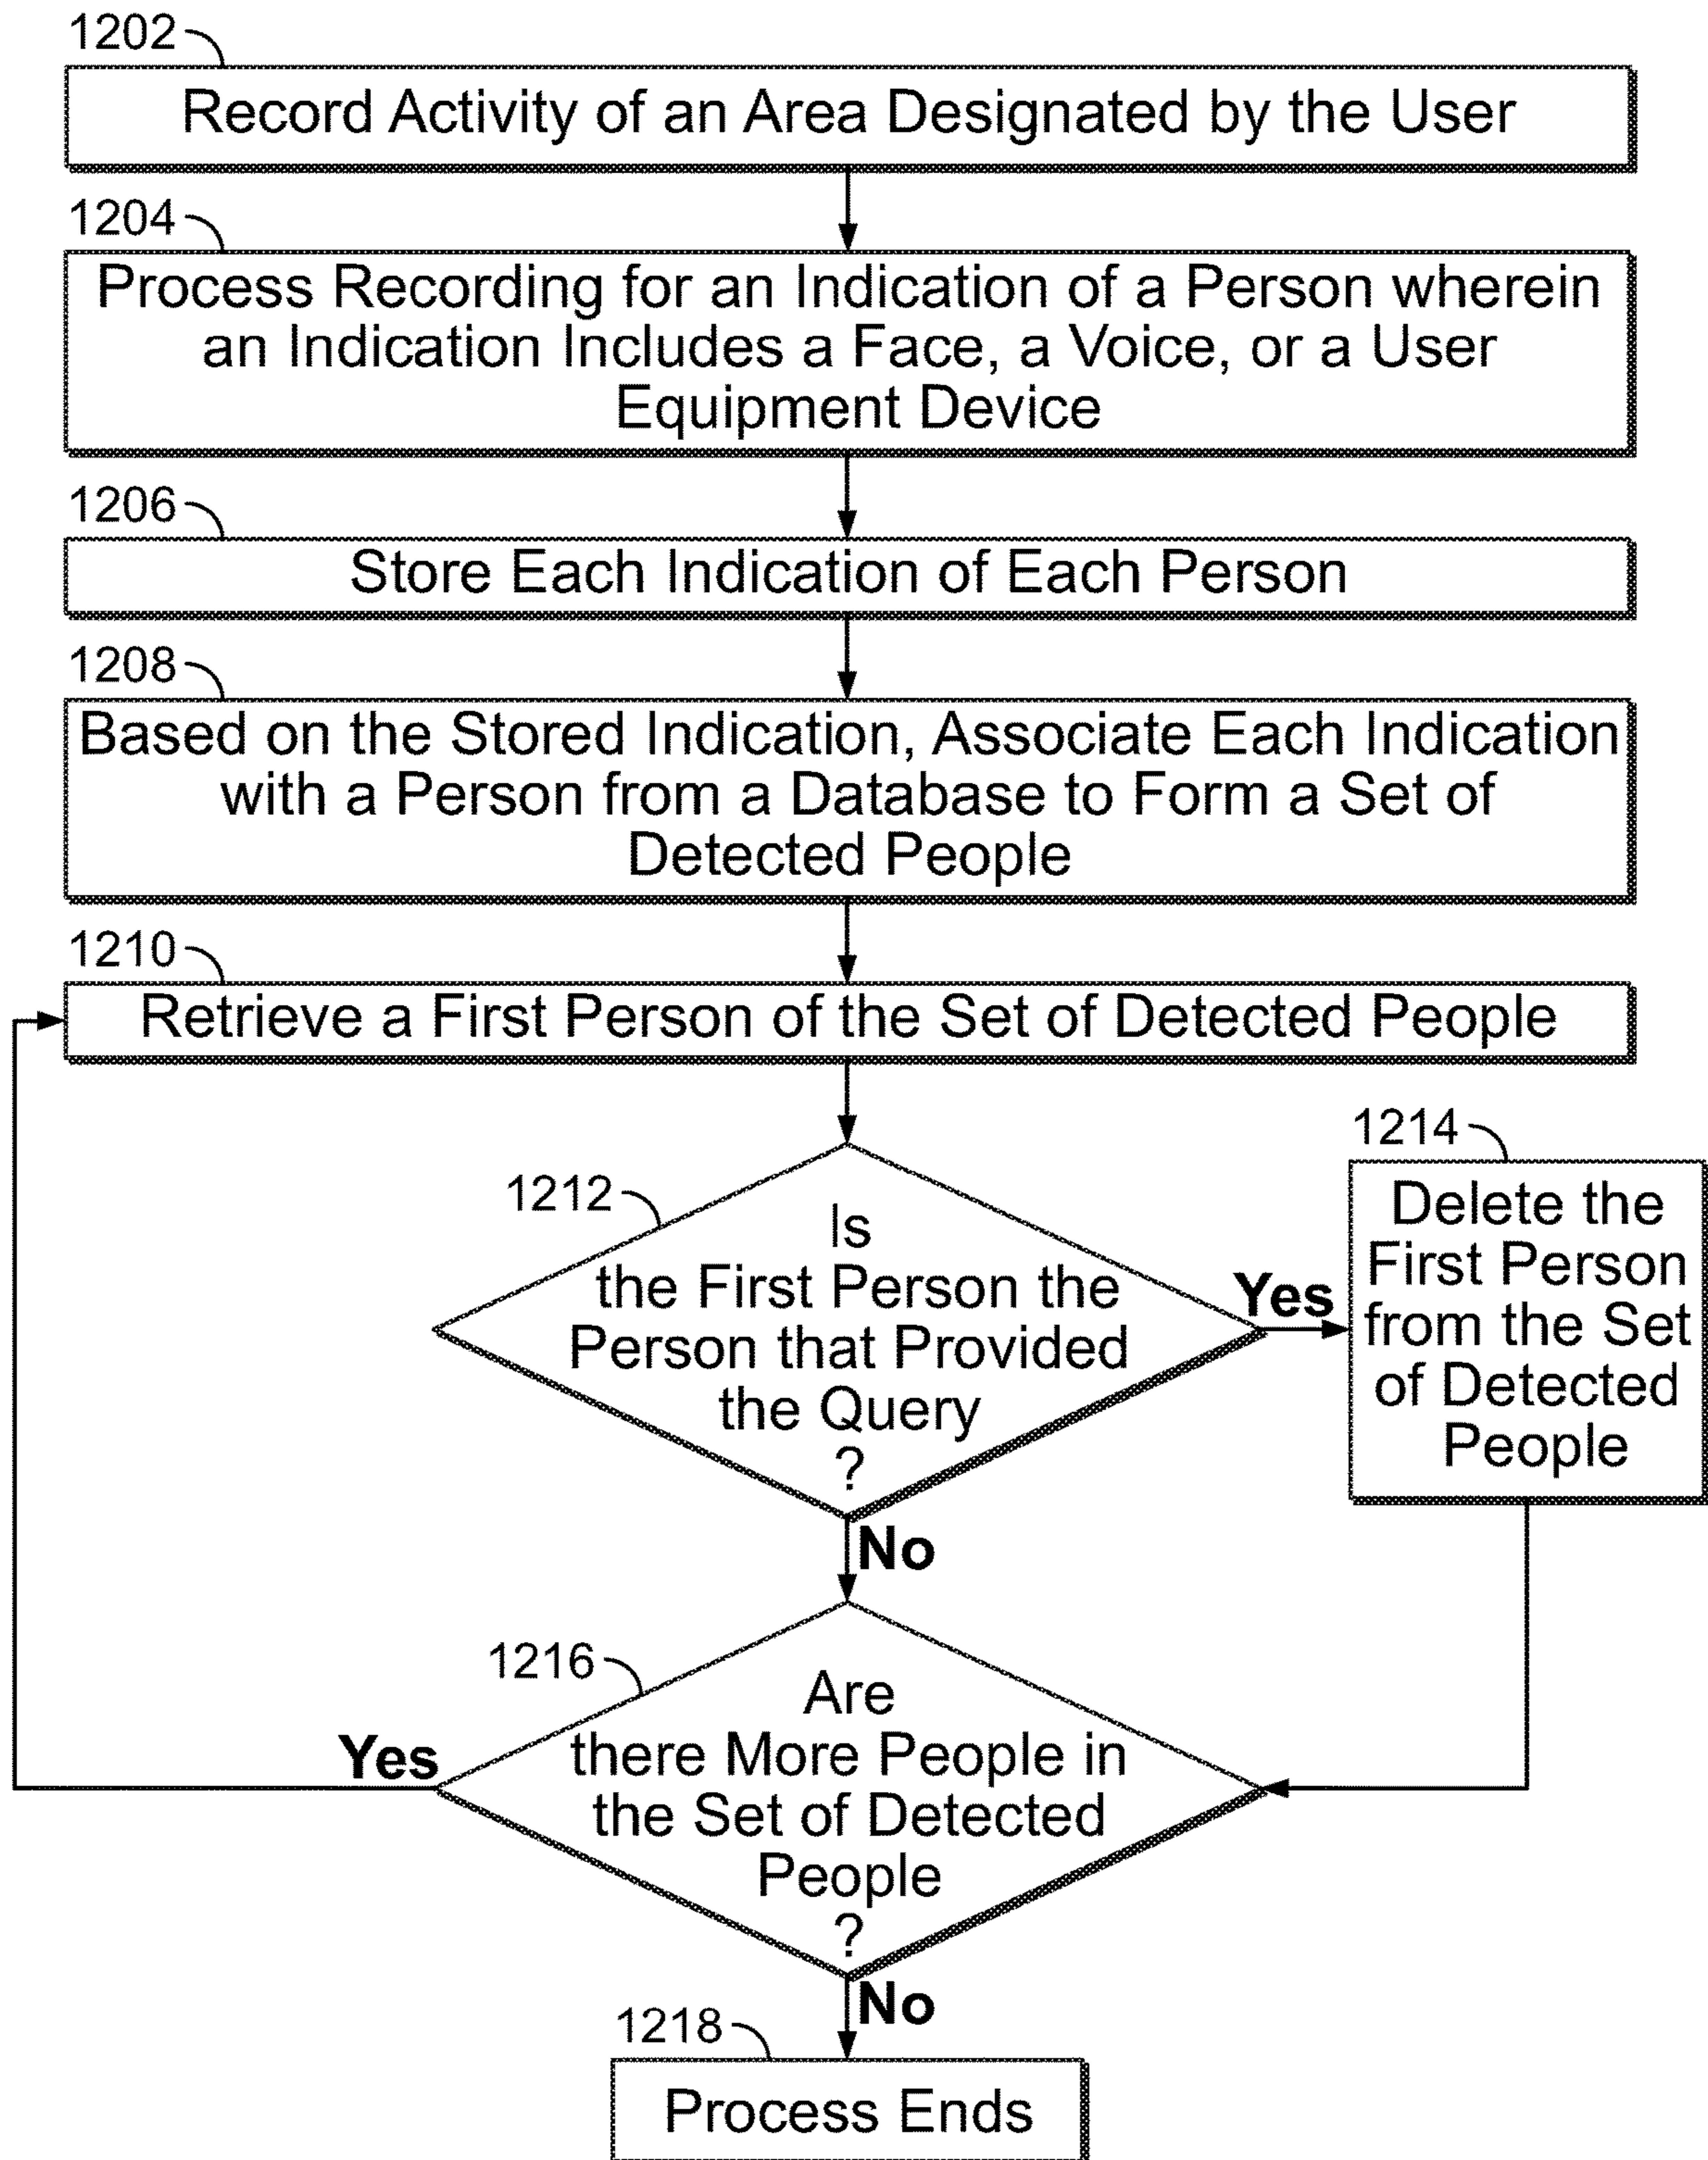 1202
Record Activity of an Area Designated by the User
1204
Process Recording for an Indication of a Person wherein
an Indication Includes a Face, a Voice, or a User
Equipment Device
1206
Store Each Indication of Each Person
1208
Based on the Stored Indication, Associate Each Indication
with a Person from a Database to Form a Set of
Detected People
1210
Retrieve a First Person of the Set of Detected People
1212
Is
the First Person the
Person that Provided
the Query
?
Yes
1214
Delete the
First Person
from the Set
of Detected
People
No
1216
Are
there More People in
the Set of Detected
People
?
Yes
No
1218
Process Ends